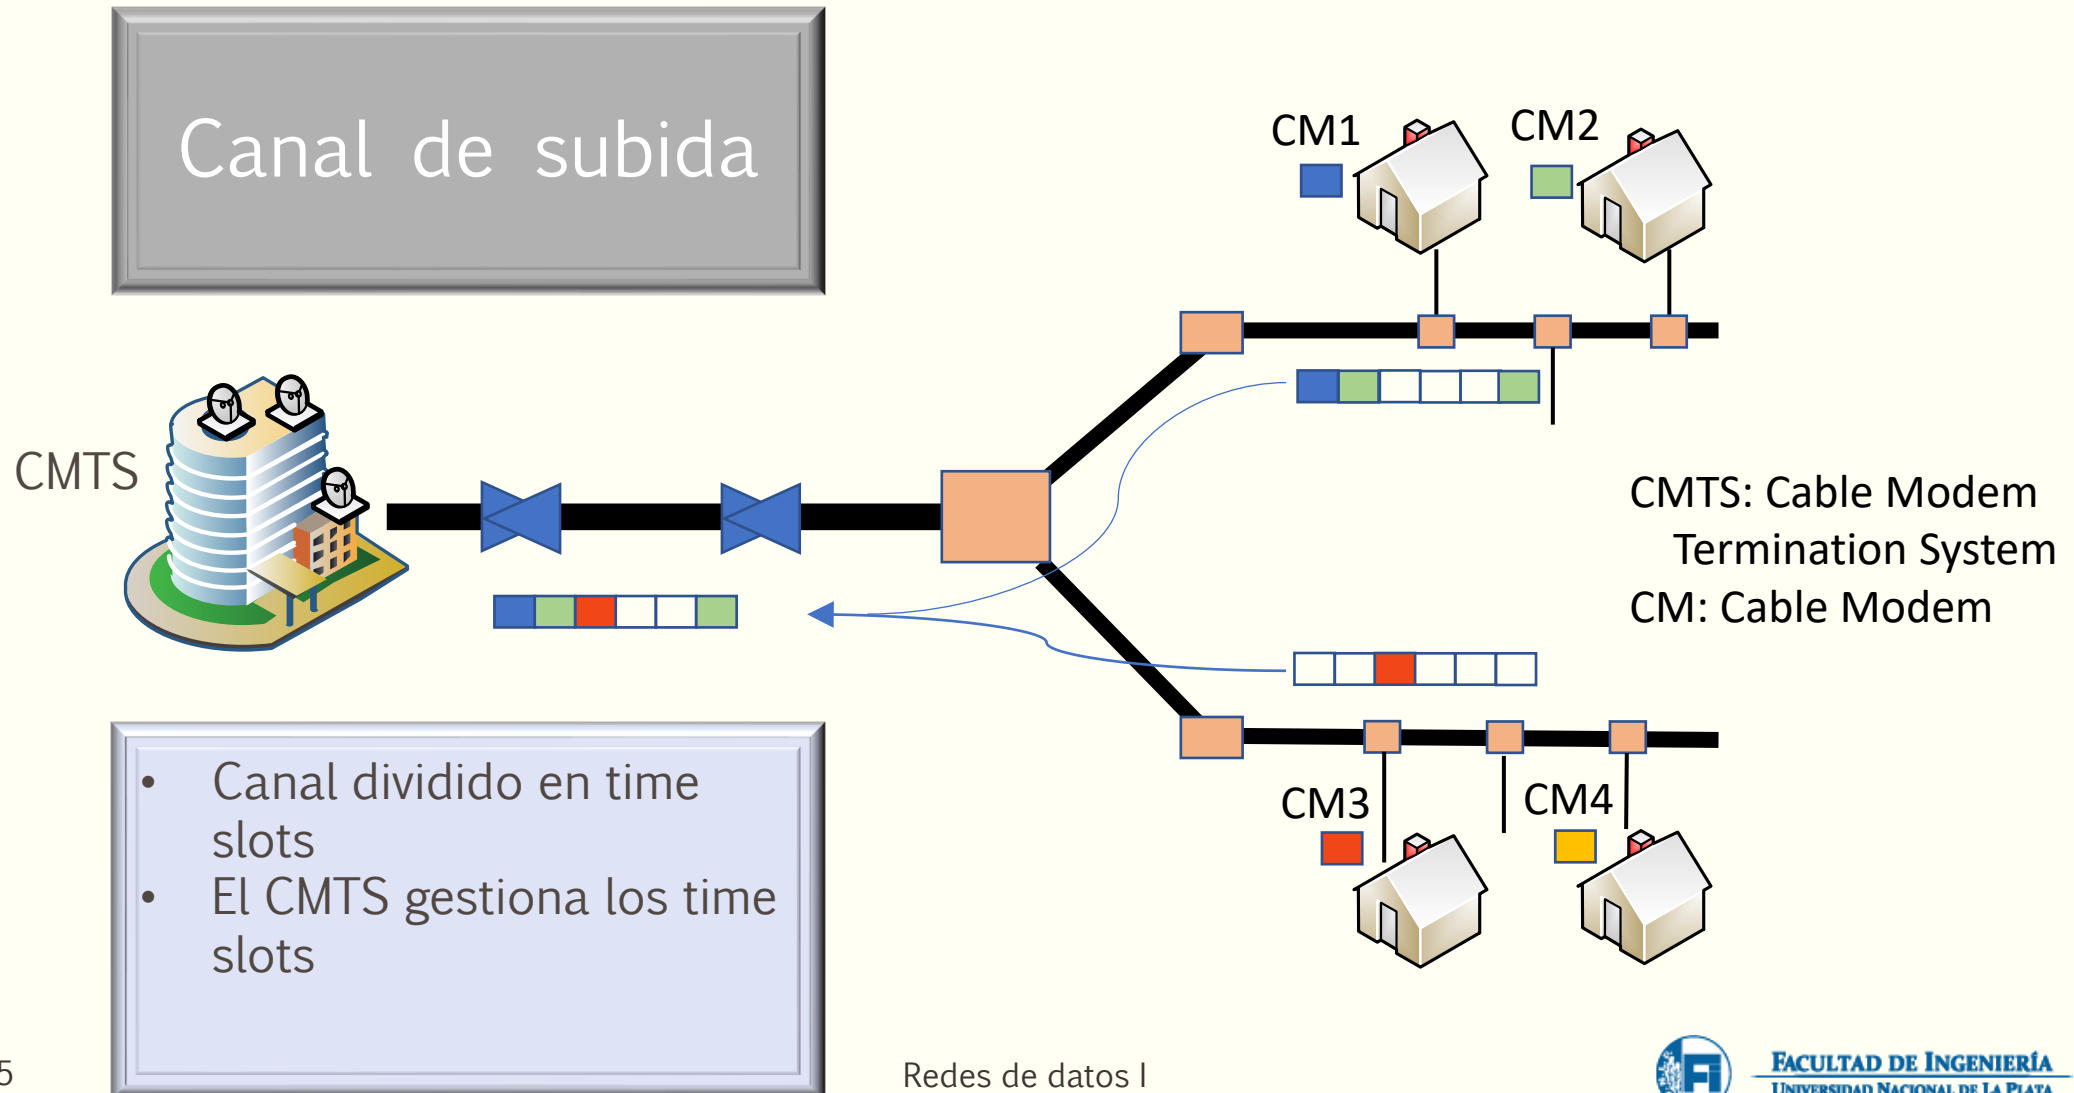 Canal de subida
CM1
CM2
CMTS
CMTS: Cable Modem
Termination System
CM: Cable Modem
• Canal dividido en time
slots
• El CMTS gestiona los time
slots
CM3
CM4
5
Redes de datos I
FACULTAD DE INGENIERÍA
UNIVERSIDAD NACIONAL DE LA PLATA